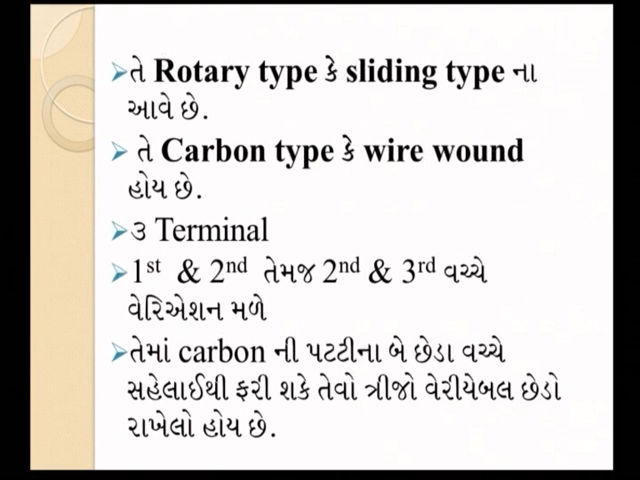 ➢તે Rotary type કે sliding type ના
આવે છે.
➢ તે Carbon type કે wire wound
હોય છે.
➢૩ Terminal
➢1st & 2nd તેમજ 2nd & 3rd વચ્ચે
વેરિએશન મળે
➢તેમાં carbon ની પટટીના બે છેડા વચ્ચે
સહેલાઈથી ફરી શકે તેવો ત્રીજો વેરીયેબલ છેડો
રાખેલો હોય છે.